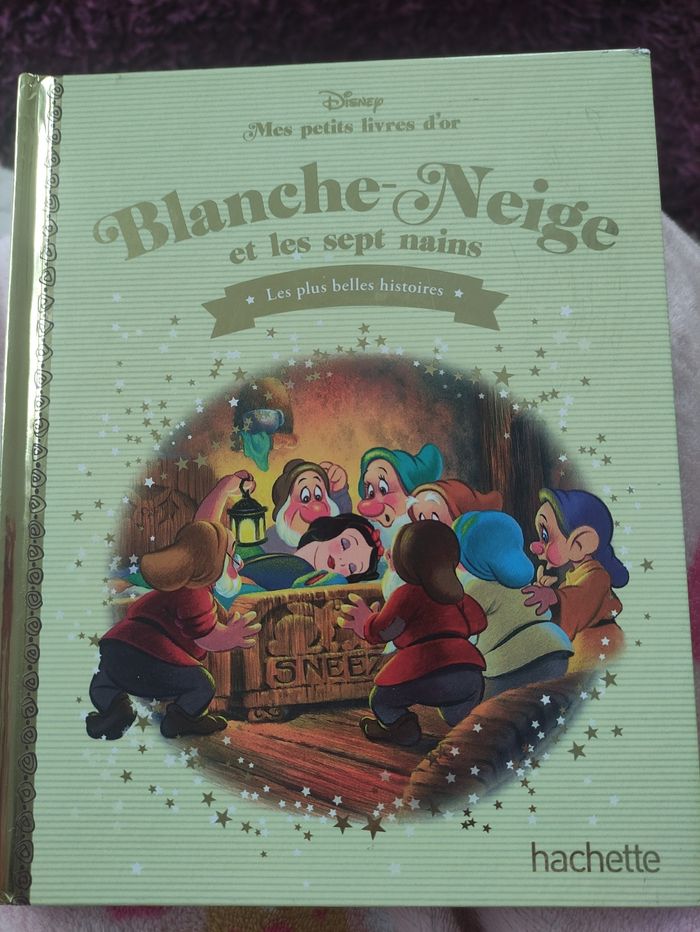 Disney
Mes petits livres d'or
Blanche-Neige
et les sept nains
Les plus belles histoires
SNEEZ
hachette